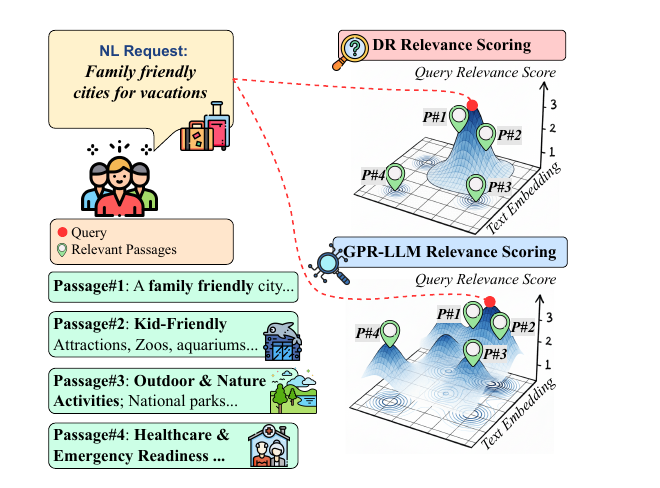 NL Request:
Family friendly
cities for vacations
Query
Relevant Passages
Passage#1: A family friendly city...
Passage#2: Kid-Friendly
Attractions, Zoos, aquariums...
Passage#3: Outdoor & Nature
Activities; National parks...
Passage#4: Healthcare &
Emergency Readiness ...
DR Relevance Scoring
Query Relevance Score
3
2
1
P#1
P#2
P#3
P#4
Text Embedding
GPR-LLM Relevance Scoring
Query Relevance Score
3
2
1
P#1
P#2
P#3
P#4
Text Embedding